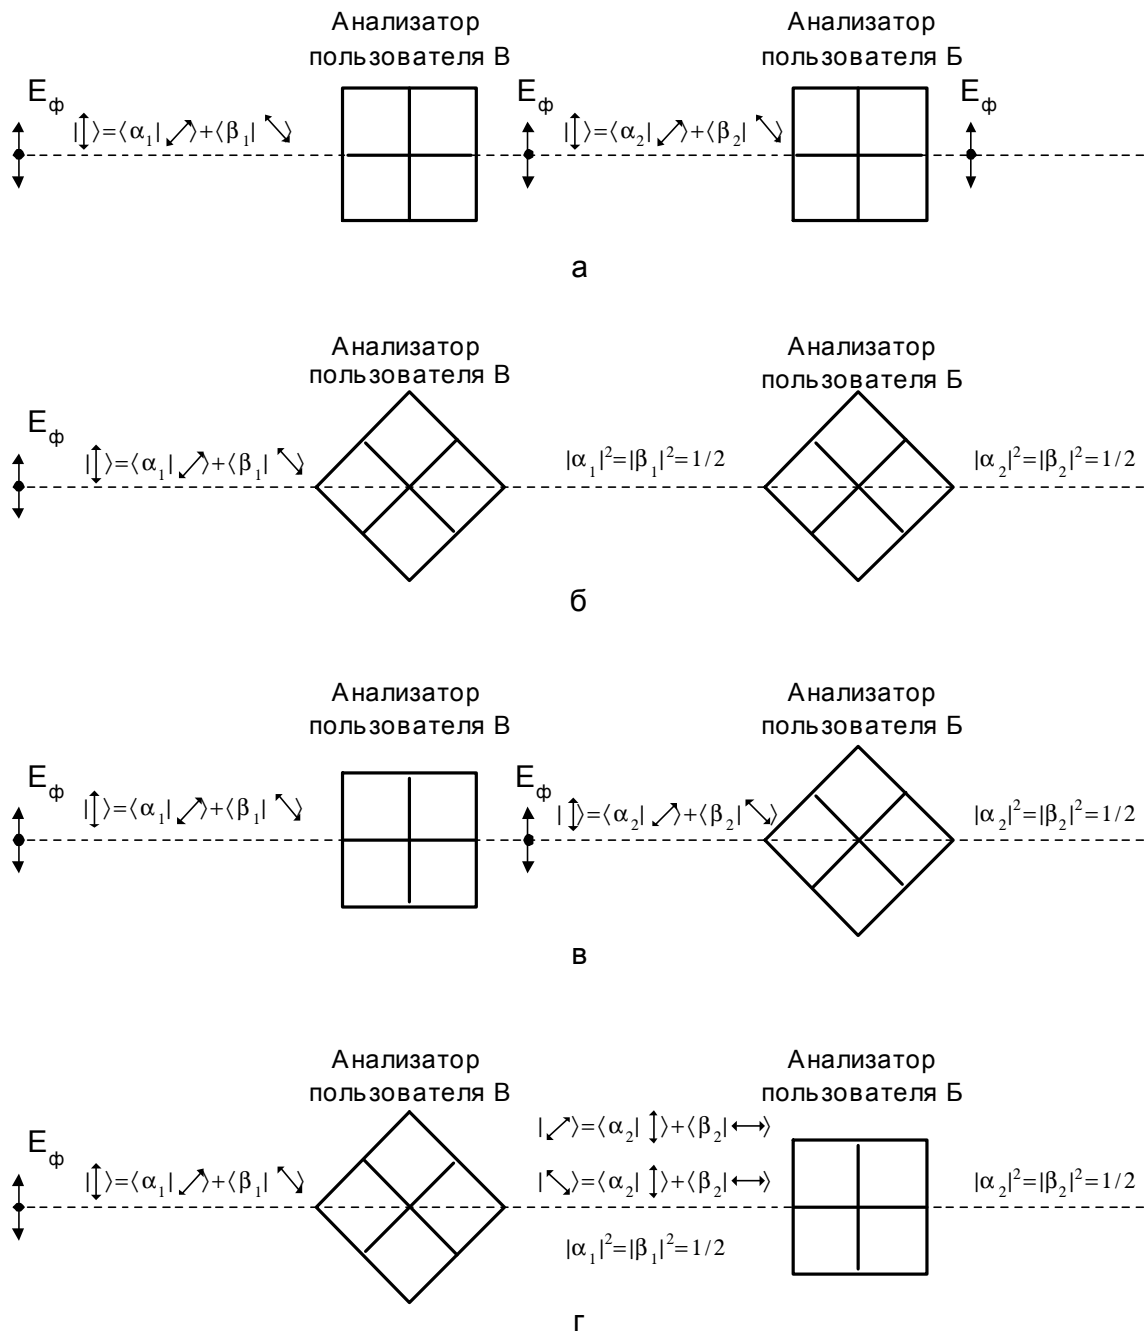 Анализатор
пользователя В
Анализатор
пользователя Б
Eф
|↕⟩=⟨α₁|⤢⟩+⟨β₁|⤡⟩
Eф
|↕⟩=⟨α₂|⤢⟩+⟨β₂|⤡⟩
Eф
а
Анализатор
пользователя В
Анализатор
пользователя Б
Eф
|↕⟩=⟨α₁|⤢⟩+⟨β₁|⤡⟩
|α₁|²=|β₁|²=1/2
|α₂|²=|β₂|²=1/2
б
Анализатор
пользователя В
Анализатор
пользователя Б
Eф
|↕⟩=⟨α₁|⤢⟩+⟨β₁|⤡⟩
Eф
|↕⟩=⟨α₂|⤢⟩+⟨β₂|⤡⟩
|α₂|²=|β₂|²=1/2
в
Анализатор
пользователя В
Анализатор
пользователя Б
Eф
|↕⟩=⟨α₁|⤢⟩+⟨β₁|⤡⟩
|⤢⟩=⟨α₂|↕⟩+⟨β₂|↔⟩
|⤡⟩=⟨α₂|↕⟩+⟨β₂|↔⟩
|α₁|²=|β₁|²=1/2
|α₂|²=|β₂|²=1/2
г